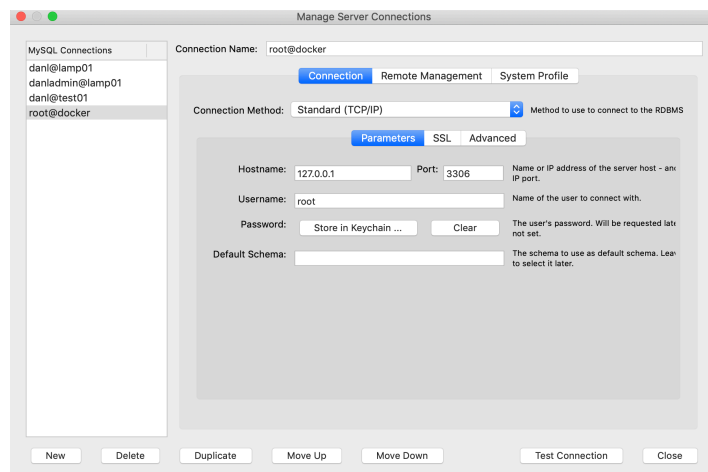 Manage Server Connections
MySQL Connections
danl@lamp01
danladmin@lamp01
danl@test01
root@docker
Connection Name: root@docker
Connection Remote Management System Profile
Connection Method: Standard (TCP/IP) Method to use to connect to the RDBMS
Parameters SSL Advanced
Hostname: 127.0.0.1 Port: 3306 Name or IP address of the server host - and
IP port.
Username: root Name of the user to connect with.
Password: Store in Keychain ... Clear The user's password. Will be requested late
not set.
Default Schema: The schema to use as default schema. Leav
to select it later.
New Delete Duplicate Move Up Move Down Test Connection Close